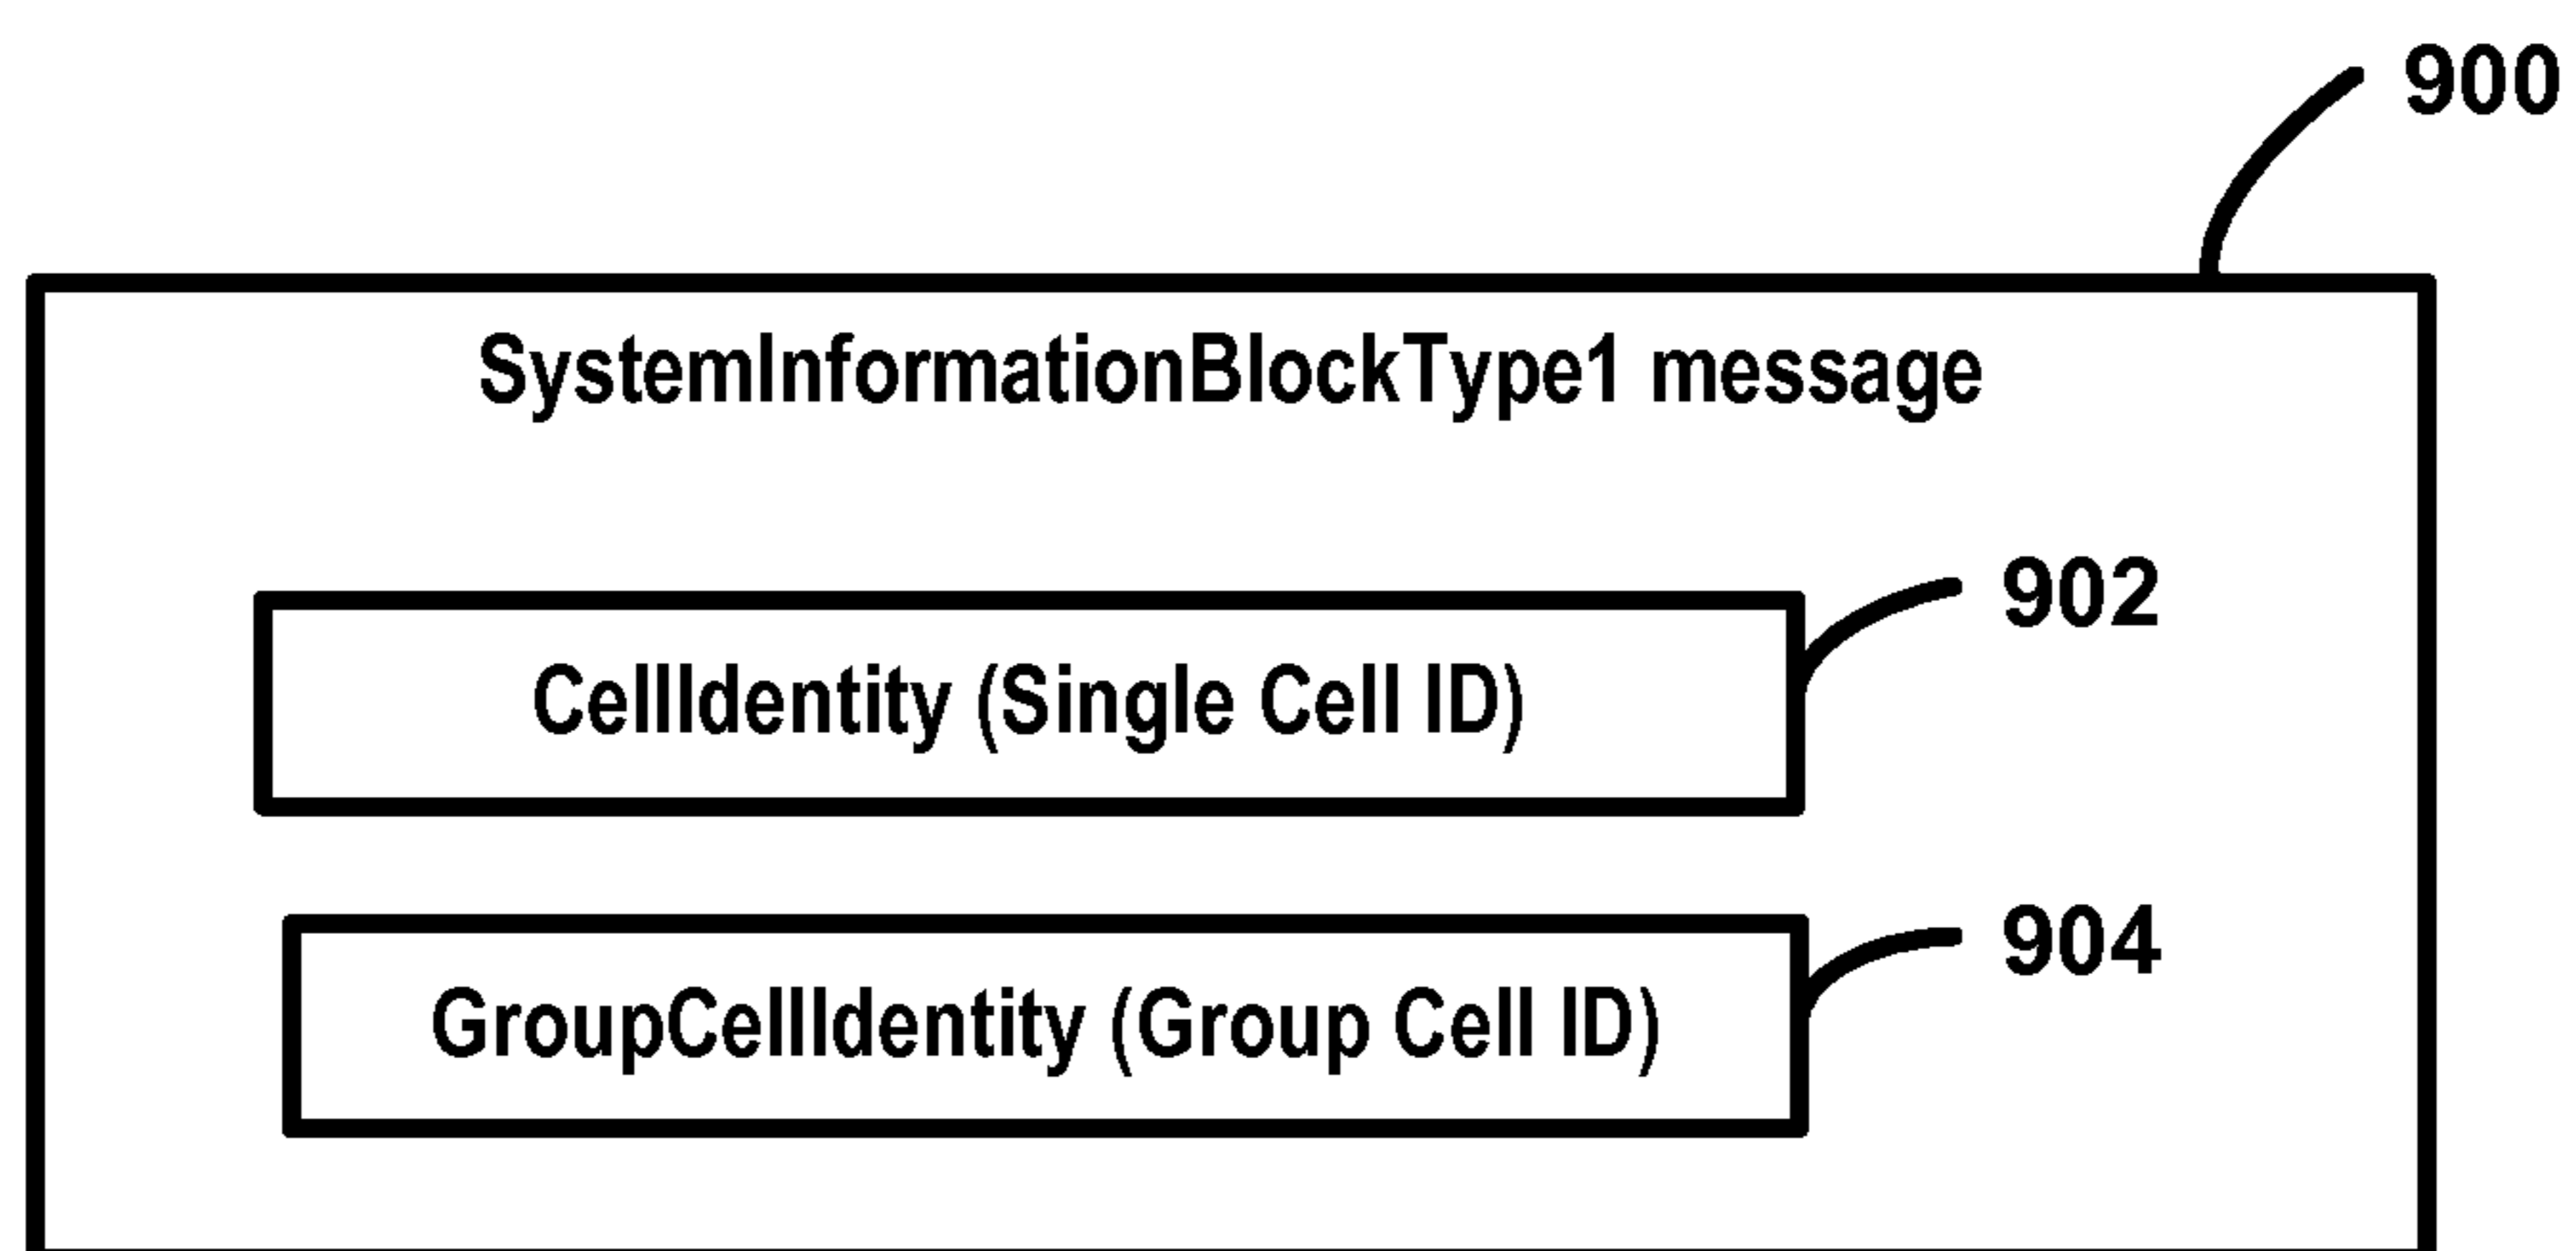 900
SystemInformationBlockType1 message
902
CellIdentity (Single Cell ID)
904
GroupCellIdentity (Group Cell ID)